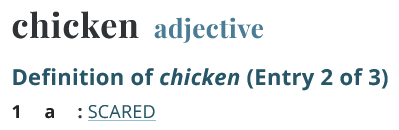 chicken adjective
Definition of chicken (Entry 2 of 3)
1 a : SCARED